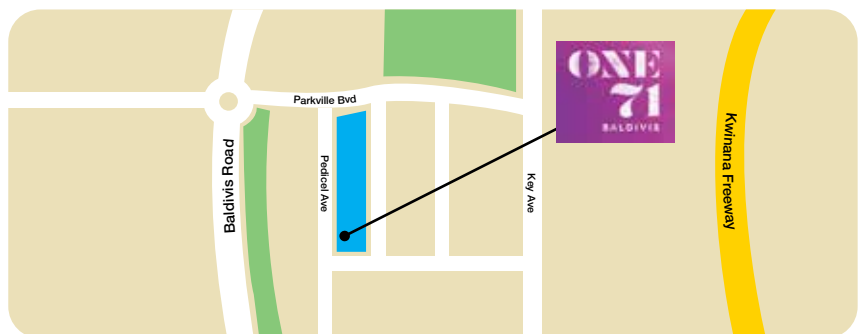 ONE
71
BALDIVIS
Parkville Bvd
Baldivis Road
Pedicel Ave
Key Ave
Kwinana Freeway